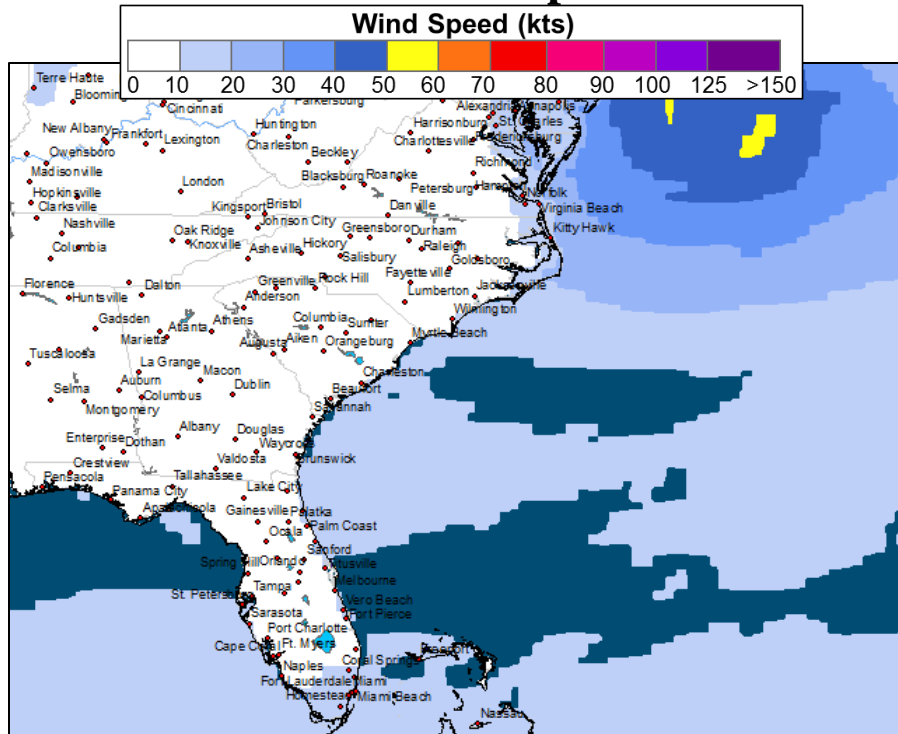 Wind Speed (kts)
0 10 20 30 40 50 60 70 80 90 100 125 >150
Terre Haute
Cincinnati
Parkersburg
Alexandria
Annapolis
New Albany
Frankfort
Lexington
Huntington
Charleston
Harrisonburg
St. Charles
Fredericksburg
Charlottesville
Owensboro
Madisonville
Beckley
Blacksburg
Roanoke
Richmond
Petersburg
Hampton
Norfolk
Hopkinsville
Clarksville
London
Kingsport
Bristol
Danville
Virginia Beach
Nashville
Johnson City
Oak Ridge
Knoxville
Greensboro
Durham
Kitty Hawk
Columbia
Asheville
Hickory
Salisbury
Raleigh
Goldsboro
Florence
Huntsville
Dalton
Greenville
Rock Hill
Fayetteville
Anderson
Lumberton
Jacksonville
Gadsden
Atlanta
Athens
Columbia
Sumter
Wilmington
Marietta
Augusta
Aiken
Orangeburg
Myrtle Beach
Tuscaloosa
La Grange
Macon
Charleston
Selma
Auburn
Columbus
Dublin
Beaufort
Montgomery
Savannah
Enterprise
Dothan
Albany
Douglas
Waycross
Crestview
Valdosta
Brunswick
Pensacola
Panama City
Tallahassee
Lake City
Apalachicola
Gainesville
Palatka
Ocala
Palm Coast
Spring Hill
Orlando
Sanford
Titusville
Tampa
Melbourne
St. Petersburg
Vero Beach
Sarasota
Fort Pierce
Port Charlotte
Cape Coral
Ft. Myers
Naples
Coral Springs
Freeport
Fort Lauderdale
Miami
Homestead
Miami Beach
Nassau